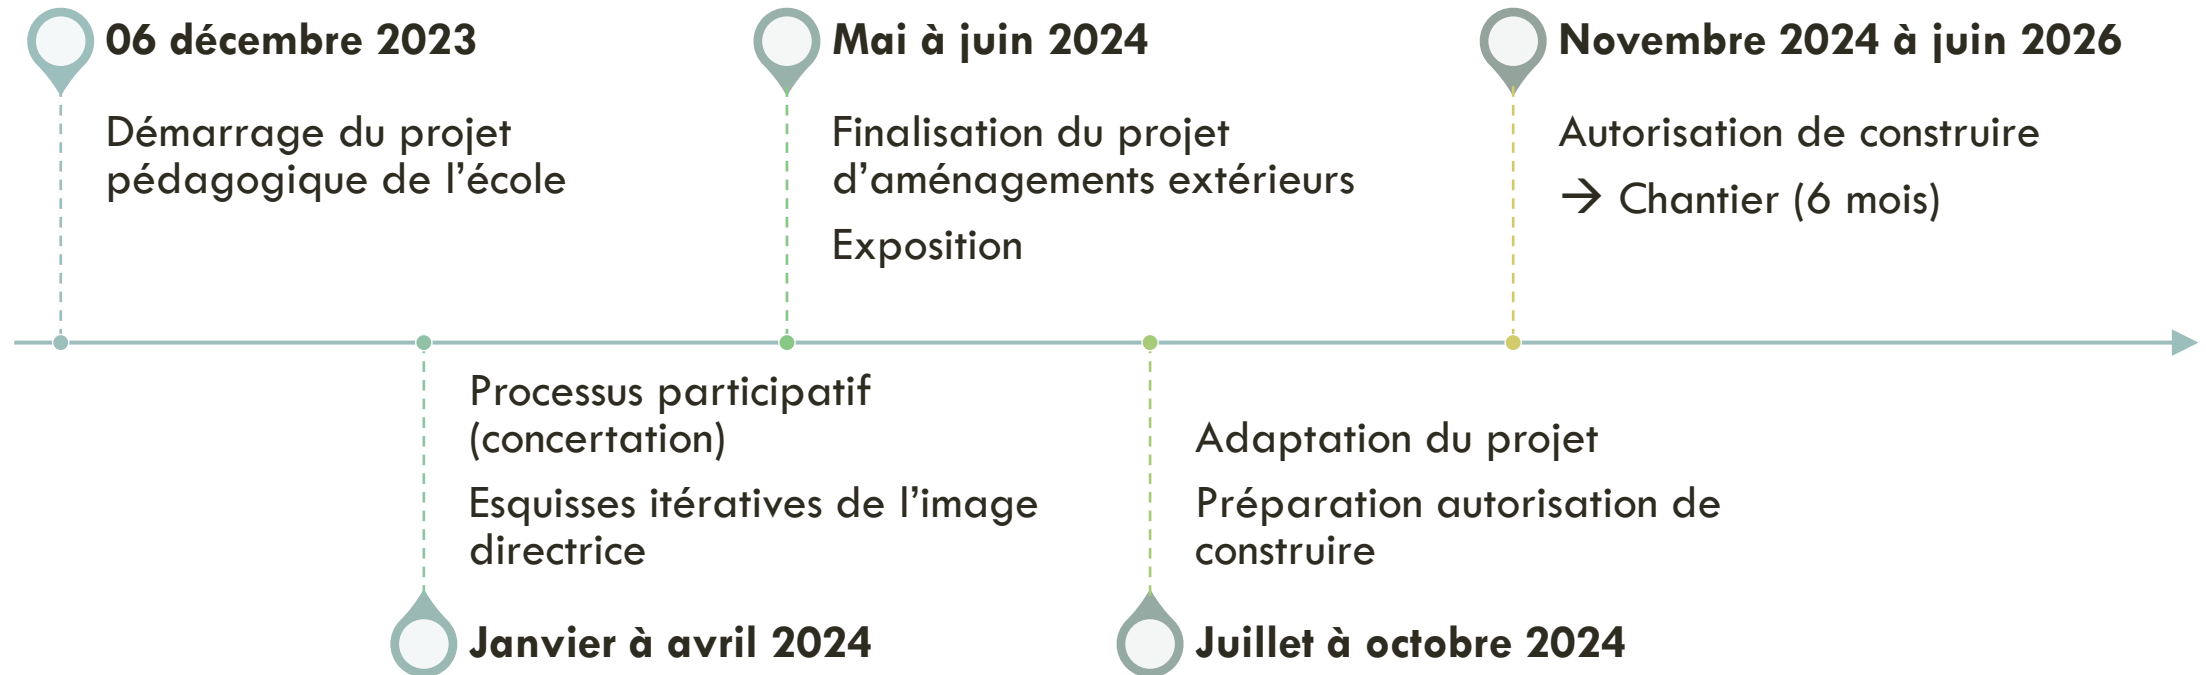 06 décembre 2023
Démarrage du projet
pédagogique de l’école
Processus participatif
(concertation)
Esquisses itératives de l’image
directrice
Janvier à avril 2024
Mai à juin 2024
Finalisation du projet
d’aménagements extérieurs
Exposition
Adaptation du projet
Préparation autorisation de
construire
Juillet à octobre 2024
Novembre 2024 à juin 2026
Autorisation de construire
→ Chantier (6 mois)